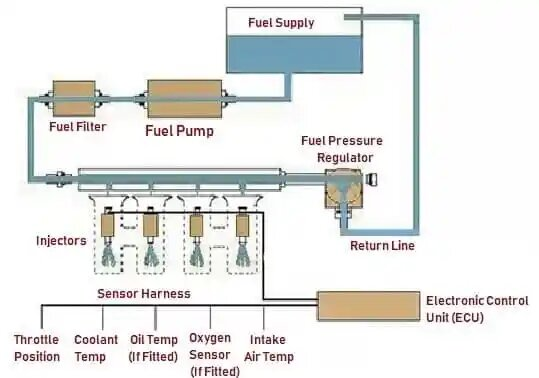 Fuel Supply
Fuel Filter
Fuel Pump
Fuel Pressure
Regulator
Injectors
Return Line
Sensor Harness
Electronic Control
Unit (ECU)
Throttle
Position
Coolant
Temp
Oil Temp
(If Fitted)
Oxygen
Sensor
(If Fitted)
Intake
Air Temp